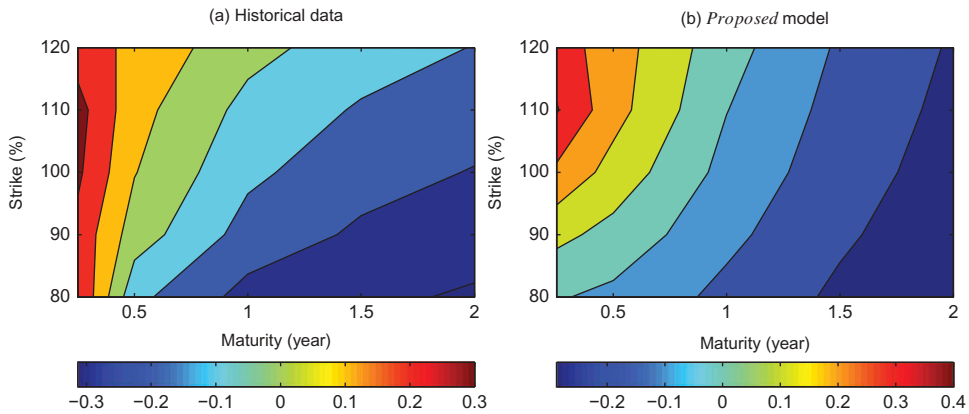 (a) Historical data
120
110
100
90
80
Strike (%)
0.5 1 1.5 2
Maturity (year)
−0.3 −0.2 −0.1 0 0.1 0.2 0.3
(b) Proposed model
120
110
100
90
80
Strike (%)
0.5 1 1.5 2
Maturity (year)
−0.2 −0.1 0 0.1 0.2 0.3 0.4